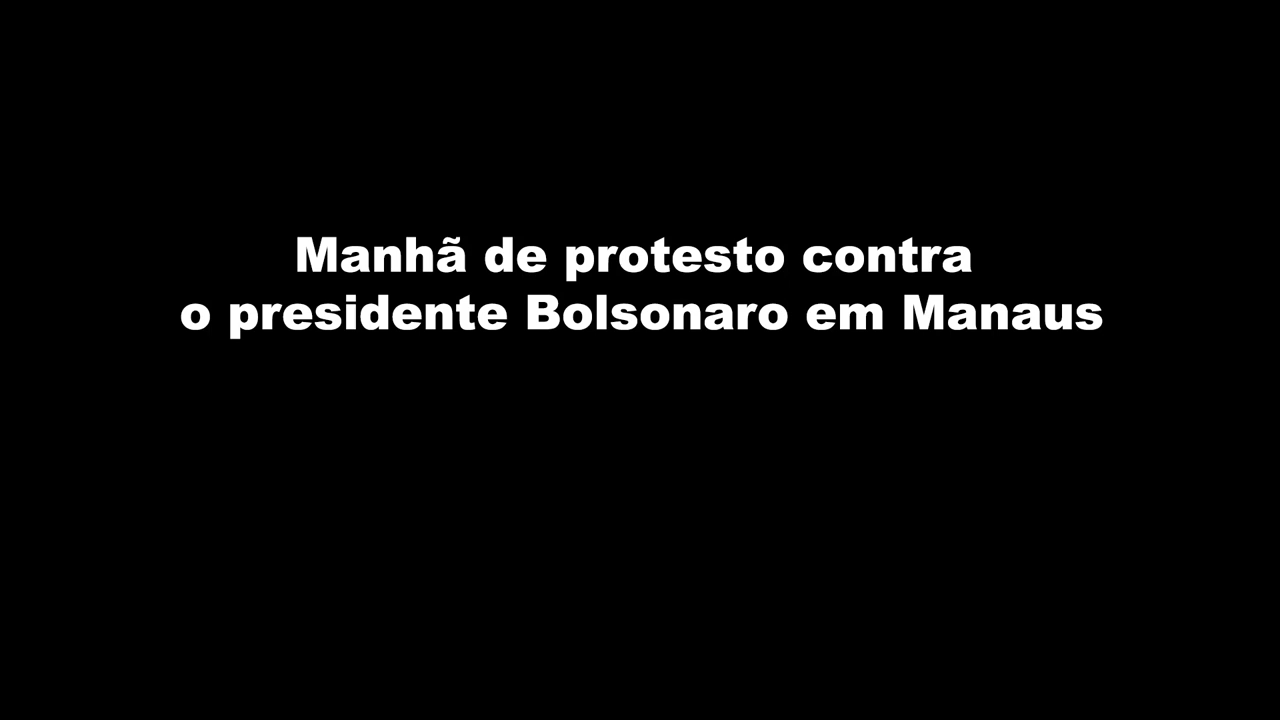 Manhã de protesto contra
o presidente Bolsonaro em Manaus